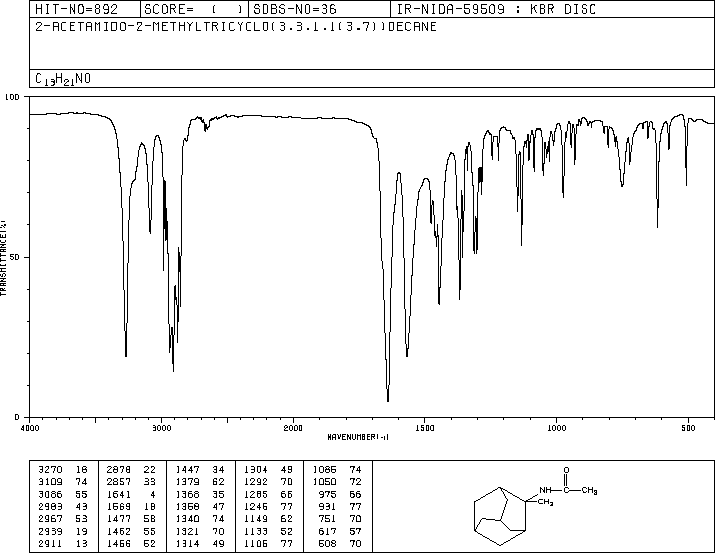 HIT-NO=892 SCORE= ( ) SDBS-NO=36 IR-NIDA-59509 : KBR DISC
2-ACETAMIDO-2-METHYLTRICYCLO(3.3.1.1(3.7))DECANE
C13H21NO
100
50
0
TRANSMITTANCE(%)
4000 3000 2000 1500 1000 500
WAVENUMBER(-1)
3270 18 2878 22 1447 34 1304 49 1086 74
3109 74 2857 33 1379 62 1292 70 1050 72
3086 55 1641 4 1368 35 1285 66 975 66
2983 43 1569 18 1358 47 1246 77 931 77
2967 53 1477 58 1340 74 1149 62 751 70
2939 19 1462 55 1321 70 1133 52 617 57
2911 13 1456 52 1314 49 1106 77 508 70
O
NH C CH3
CH3